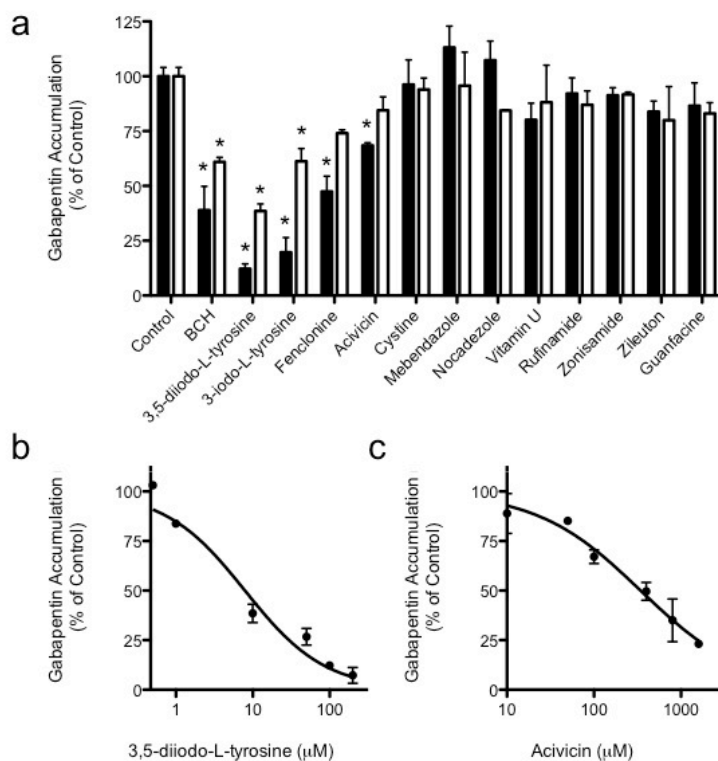 a
Gabapentin Accumulation
(% of Control)
125
100
75
50
25
0
* * * * * * * *
Control
BCH
3,5-diiodo-L-tyrosine
3-iodo-L-tyrosine
Fenclonine
Acivicin
Cystine
Mebendazole
Nocadezole
Vitamin U
Rufinamide
Zonisamide
Zileuton
Guanfacine
b
Gabapentin Accumulation
(% of Control)
100
75
50
25
0
1 10 100
3,5-diiodo-L-tyrosine (μM)
c
Gabapentin Accumulation
(% of Control)
100
75
50
25
0
10 100 1000
Acivicin (μM)